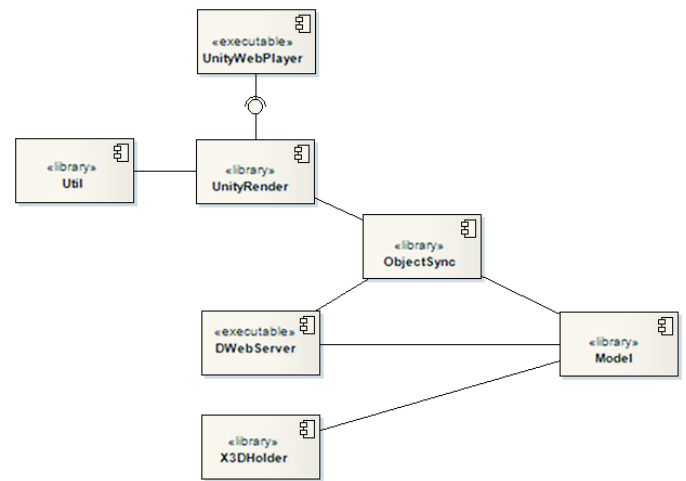 «executable»
UnityWebPlayer
«library»
Util
«library»
UnityRender
«library»
ObjectSync
«executable»
DWebServer
«library»
Model
«library»
X3DHolder